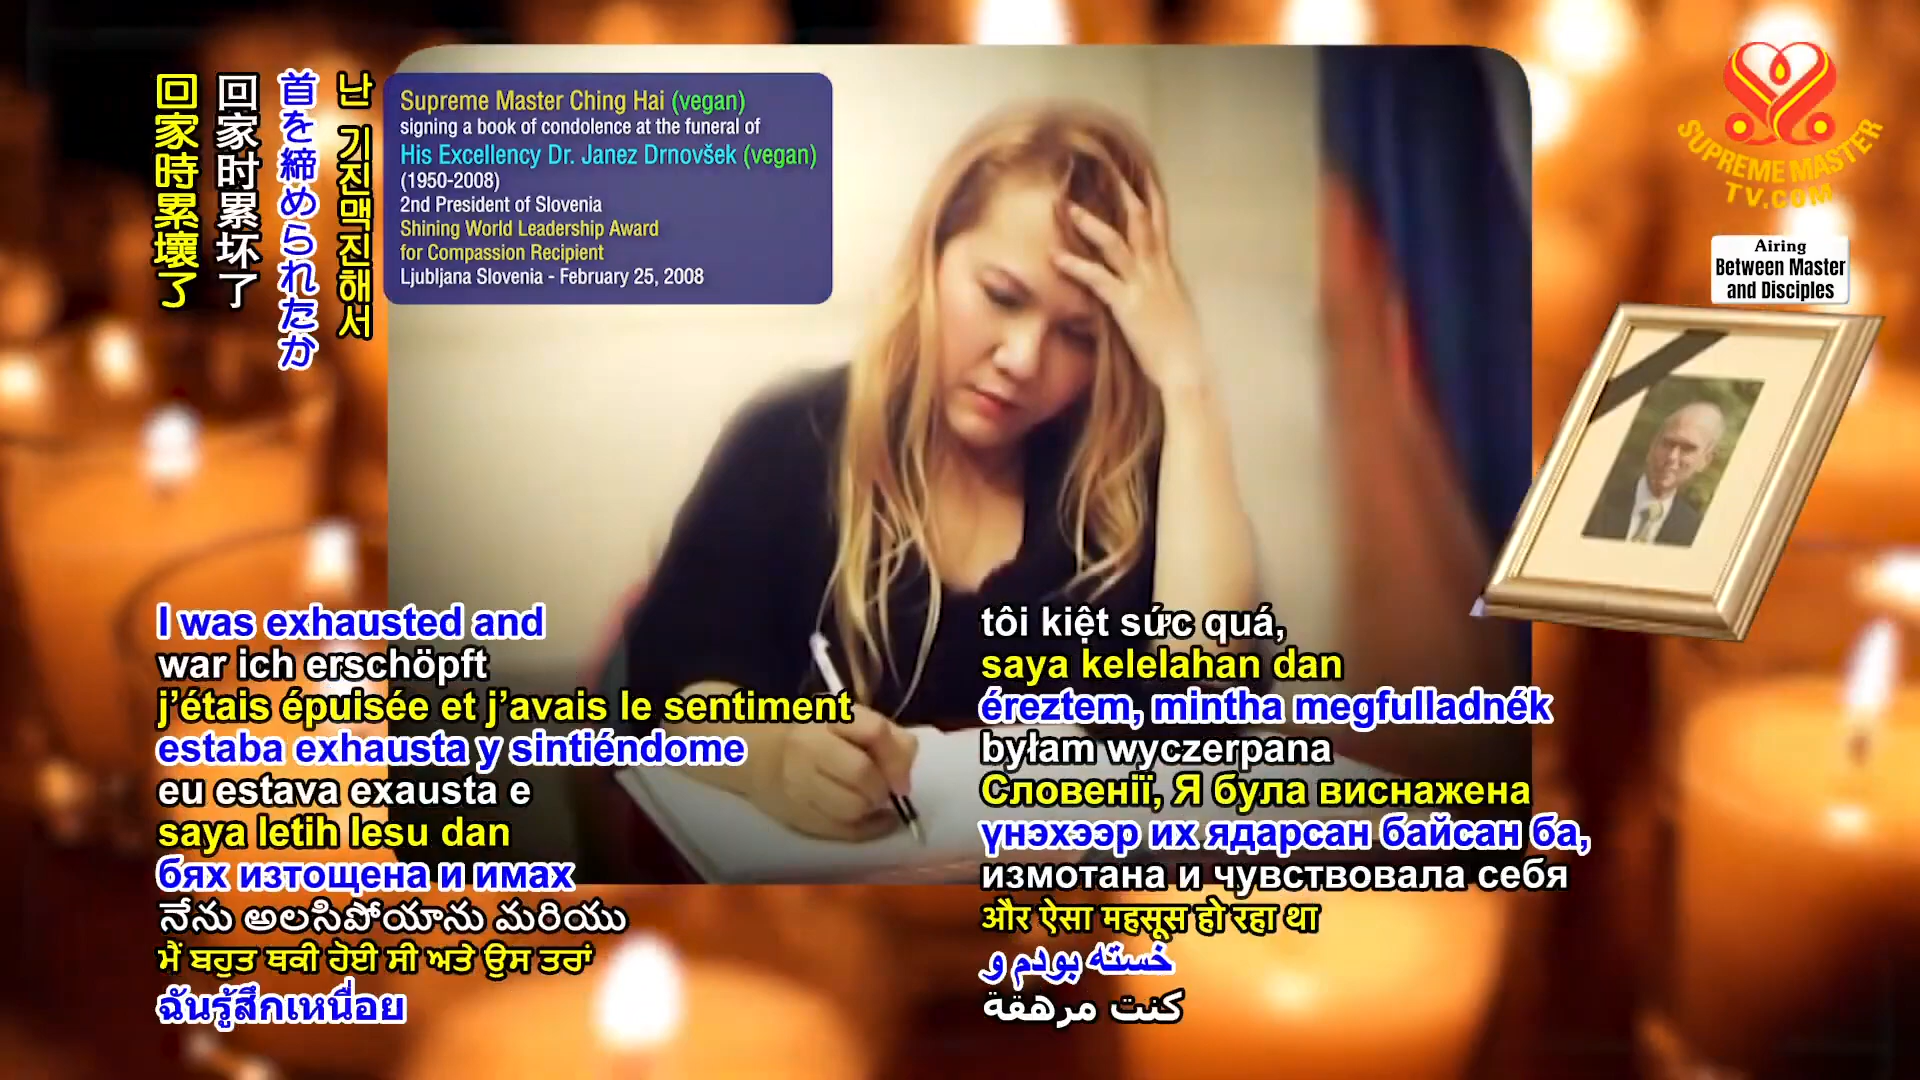 回家時累壞了
回家时累坏了
首を締められたか
난 기진맥진해서
Supreme Master Ching Hai (vegan)
signing a book of condolence at the funeral of
His Excellency Dr. Janez Drnovšek (vegan)
(1950-2008)
2nd President of Slovenia
Shining World Leadership Award
for Compassion Recipient
Ljubljana Slovenia - February 25, 2008
SUPREME MASTER
TV.COM
Airing
Between Master
and Disciples
I was exhausted and
war ich erschöpft
j’étais épuisée et j’avais le sentiment
estaba exhausta y sintiéndome
eu estava exausta e
saya letih lesu dan
бях изтощена и имах
నేను అలసిపోయాను మరియు
ਮੈਂ ਬਹੁਤ ਥਕੀ ਹੋਈ ਸੀ ਅਤੇ ਉਸ ਤਰਾਂ
ฉันรู้สึกเหนื่อย
tôi kiệt sức quá,
saya kelelahan dan
éreztem, mintha megfulladnék
byłam wyczerpana
Словенії, Я була виснажена
үнэхээр их ядарсан байсан ба,
измотана и чувствовала себя
और ऐसा महसूस हो रहा था
خسته بودم و
كنت مرهقة